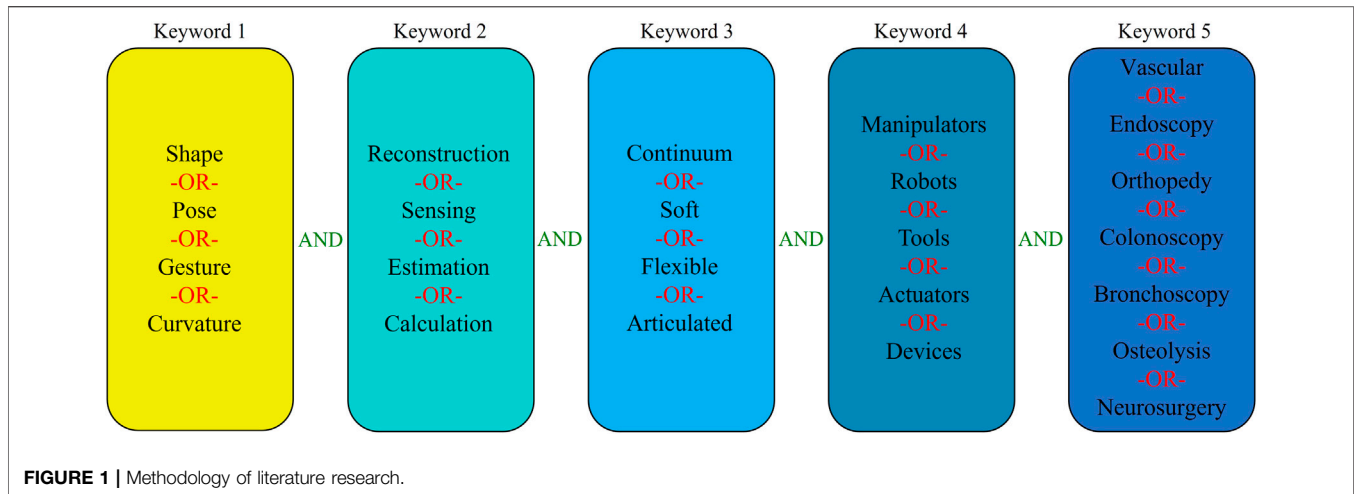 Keyword 1
Shape
-OR-
Pose
-OR-
Gesture
-OR-
Curvature
AND
Keyword 2
Reconstruction
-OR-
Sensing
-OR-
Estimation
-OR-
Calculation
AND
Keyword 3
Continuum
-OR-
Soft
-OR-
Flexible
-OR-
Articulated
AND
Keyword 4
Manipulators
-OR-
Robots
-OR-
Tools
-OR-
Actuators
-OR-
Devices
AND
Keyword 5
Vascular
-OR-
Endoscopy
-OR-
Orthopedy
-OR-
Colonoscopy
-OR-
Bronchoscopy
-OR-
Osteolysis
-OR-
Neurosurgery
FIGURE 1 | Methodology of literature research.